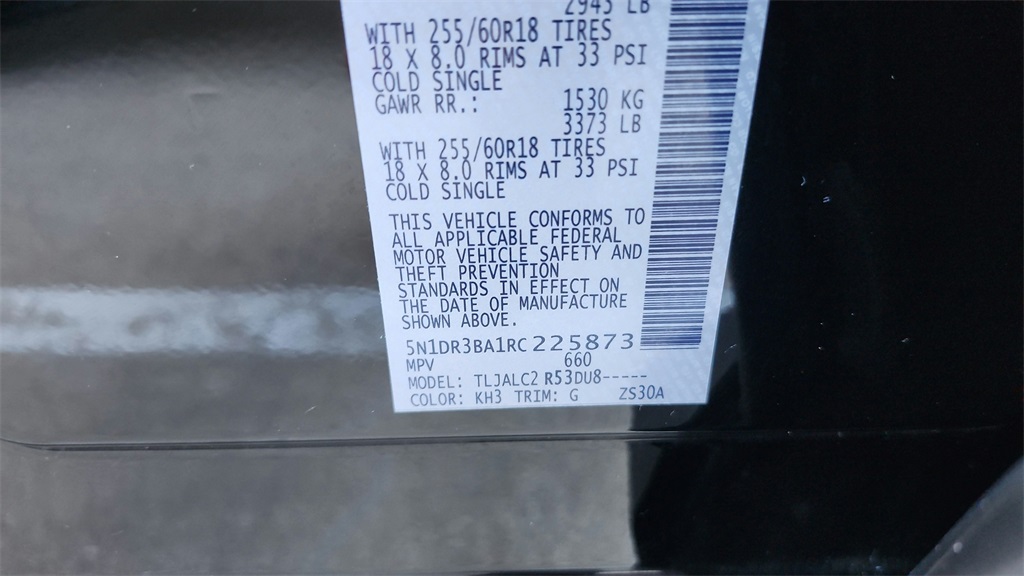 2945 LB
WITH 255/60R18 TIRES
18 X 8.0 RIMS AT 33 PSI
COLD SINGLE
GAWR RR.: 1530 KG
3373 LB
WITH 255/60R18 TIRES
18 X 8.0 RIMS AT 33 PSI
COLD SINGLE
THIS VEHICLE CONFORMS TO
ALL APPLICABLE FEDERAL
MOTOR VEHICLE SAFETY AND
THEFT PREVENTION
STANDARDS IN EFFECT ON
THE DATE OF MANUFACTURE
SHOWN ABOVE.
5N1DR3BA1RC225873
MPV 660
MODEL: TLJALC2 R53DU8-----
COLOR: KH3 TRIM: G ZS30A